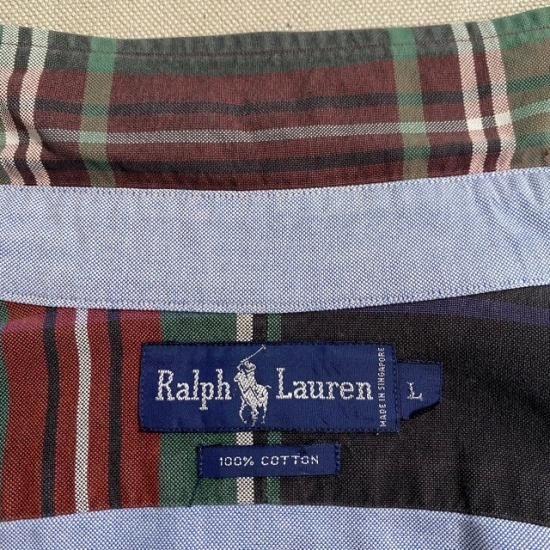 Ralph Lauren
MADE IN SINGAPORE
L
100% COTTON